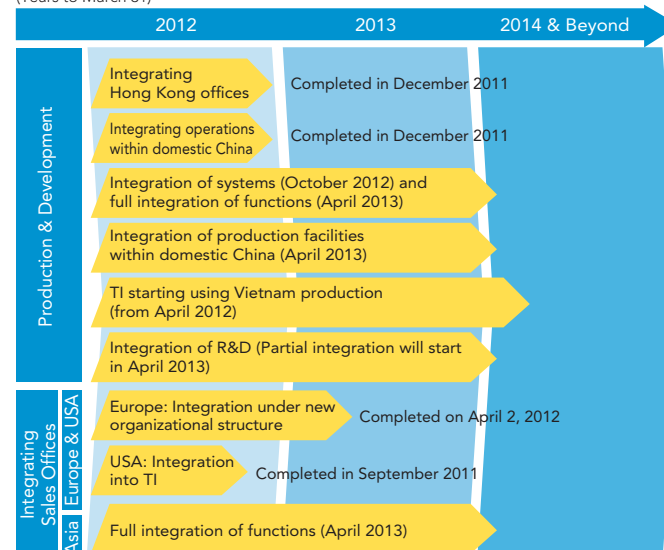 (Years to March 31)
2012
2013
2014 & Beyond
Production & Development
Integrating
Hong Kong offices
Completed in December 2011
Integrating operations
within domestic China
Completed in December 2011
Integration of systems (October 2012) and
full integration of functions (April 2013)
Integration of production facilities
within domestic China (April 2013)
TI starting using Vietnam production
(from April 2012)
Integration of R&D (Partial integration will start
in April 2013)
Integrating
Sales Offices
Europe & USA
Europe: Integration under new
organizational structure
Completed on April 2, 2012
USA: Integration
into TI
Completed in September 2011
Asia
Full integration of functions (April 2013)